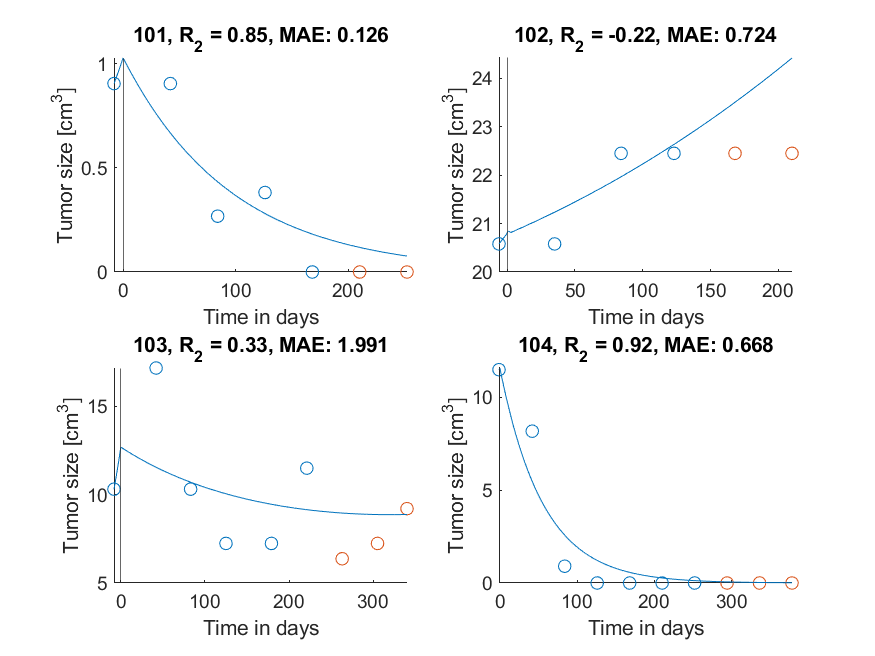 101, R2 = 0.85, MAE: 0.126
Tumor size [cm3]
1
0.5
0
0 100 200
Time in days
102, R2 = -0.22, MAE: 0.724
Tumor size [cm3]
24
23
22
21
20
0 50 100 150 200
Time in days
103, R2 = 0.33, MAE: 1.991
Tumor size [cm3]
15
10
5
0 100 200 300
Time in days
104, R2 = 0.92, MAE: 0.668
Tumor size [cm3]
10
5
0
0 100 200 300
Time in days